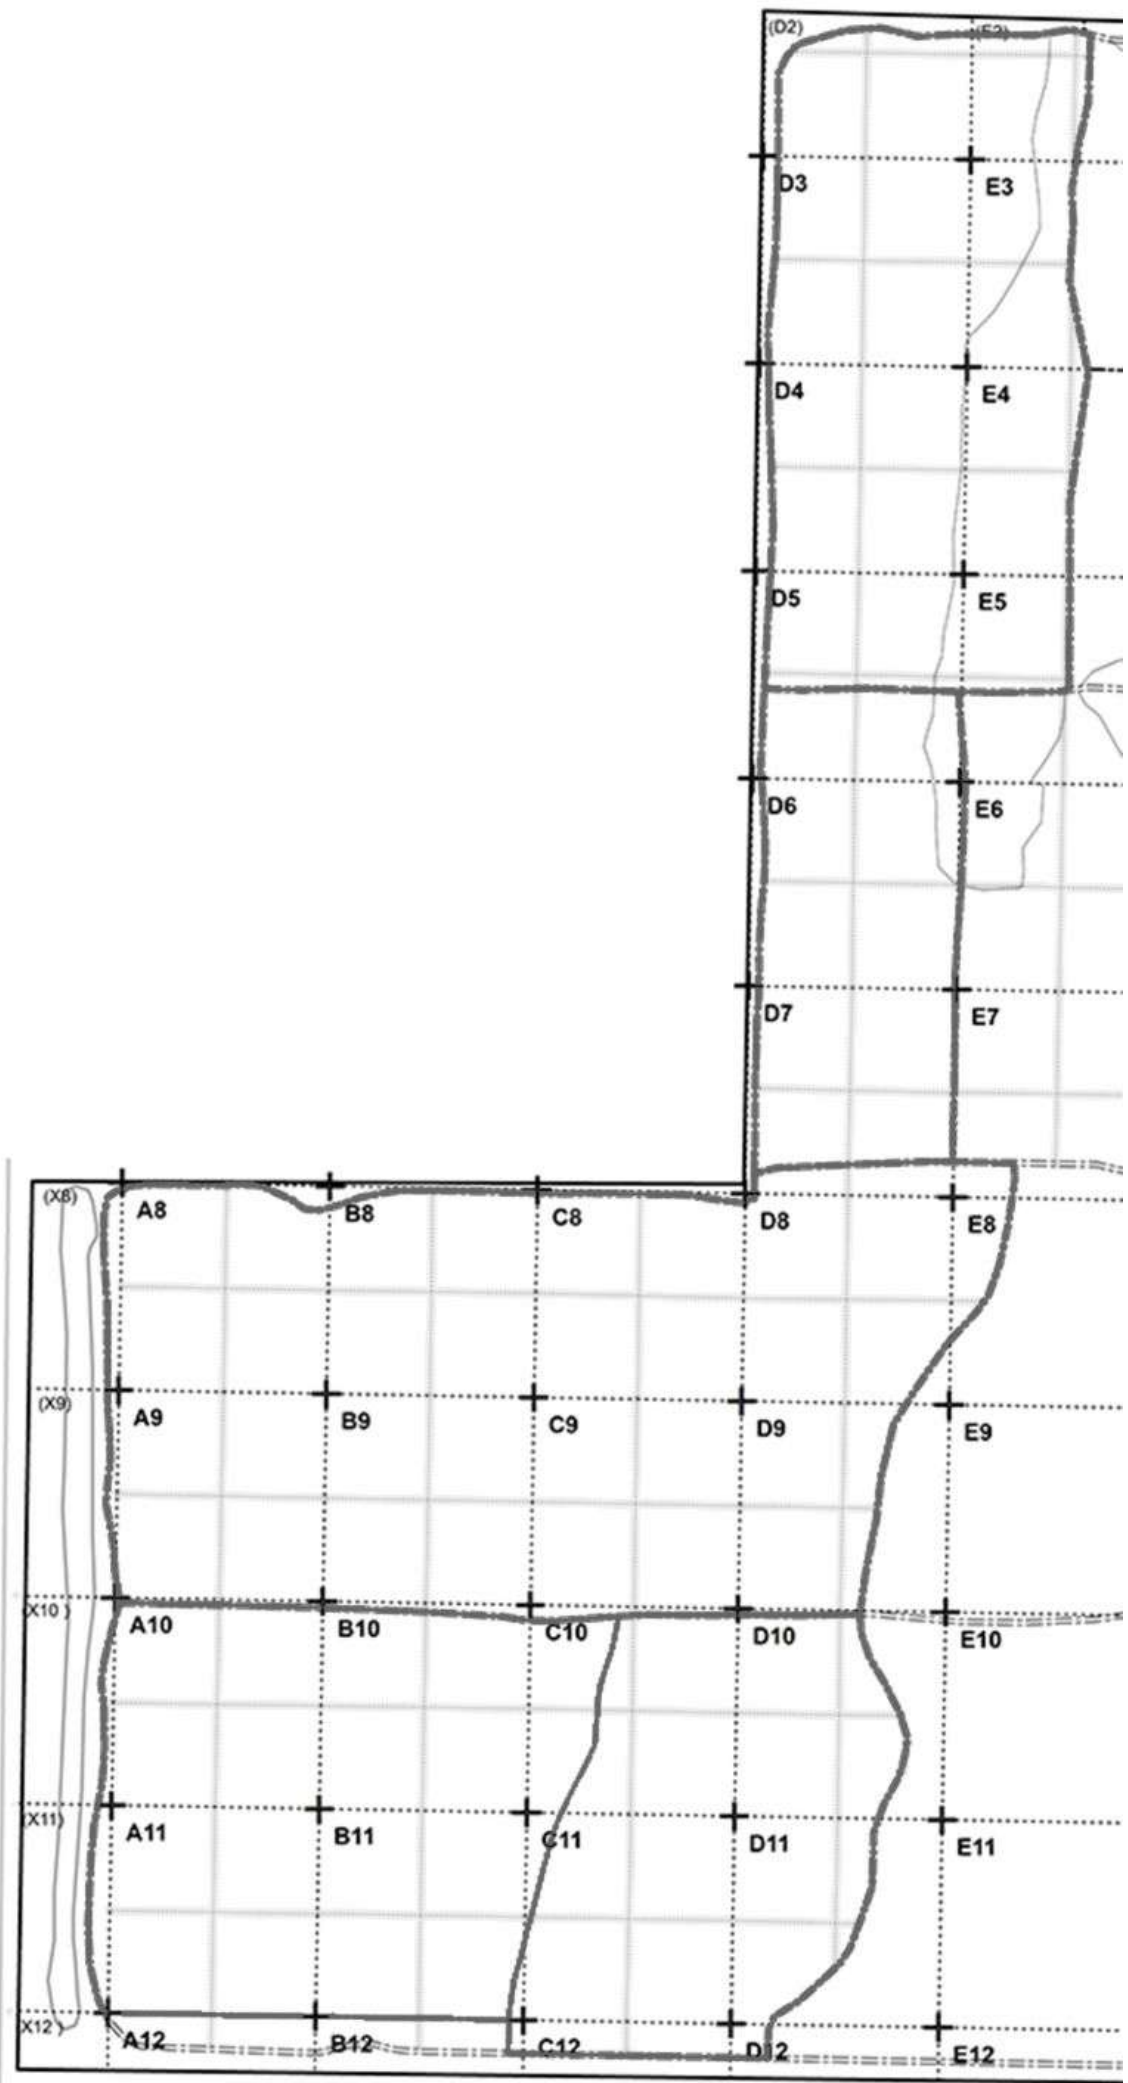 (D2) (E2)
D3 E3
D4 E4
D5 E5
D6 E6
D7 E7
(X8) A8 B8 C8 D8 E8
(X9) A9 B9 C9 D9 E9
(X10) A10 B10 C10 D10 E10
(X11) A11 B11 C11 D11 E11
X12) A12 B12 C12 D12 E12